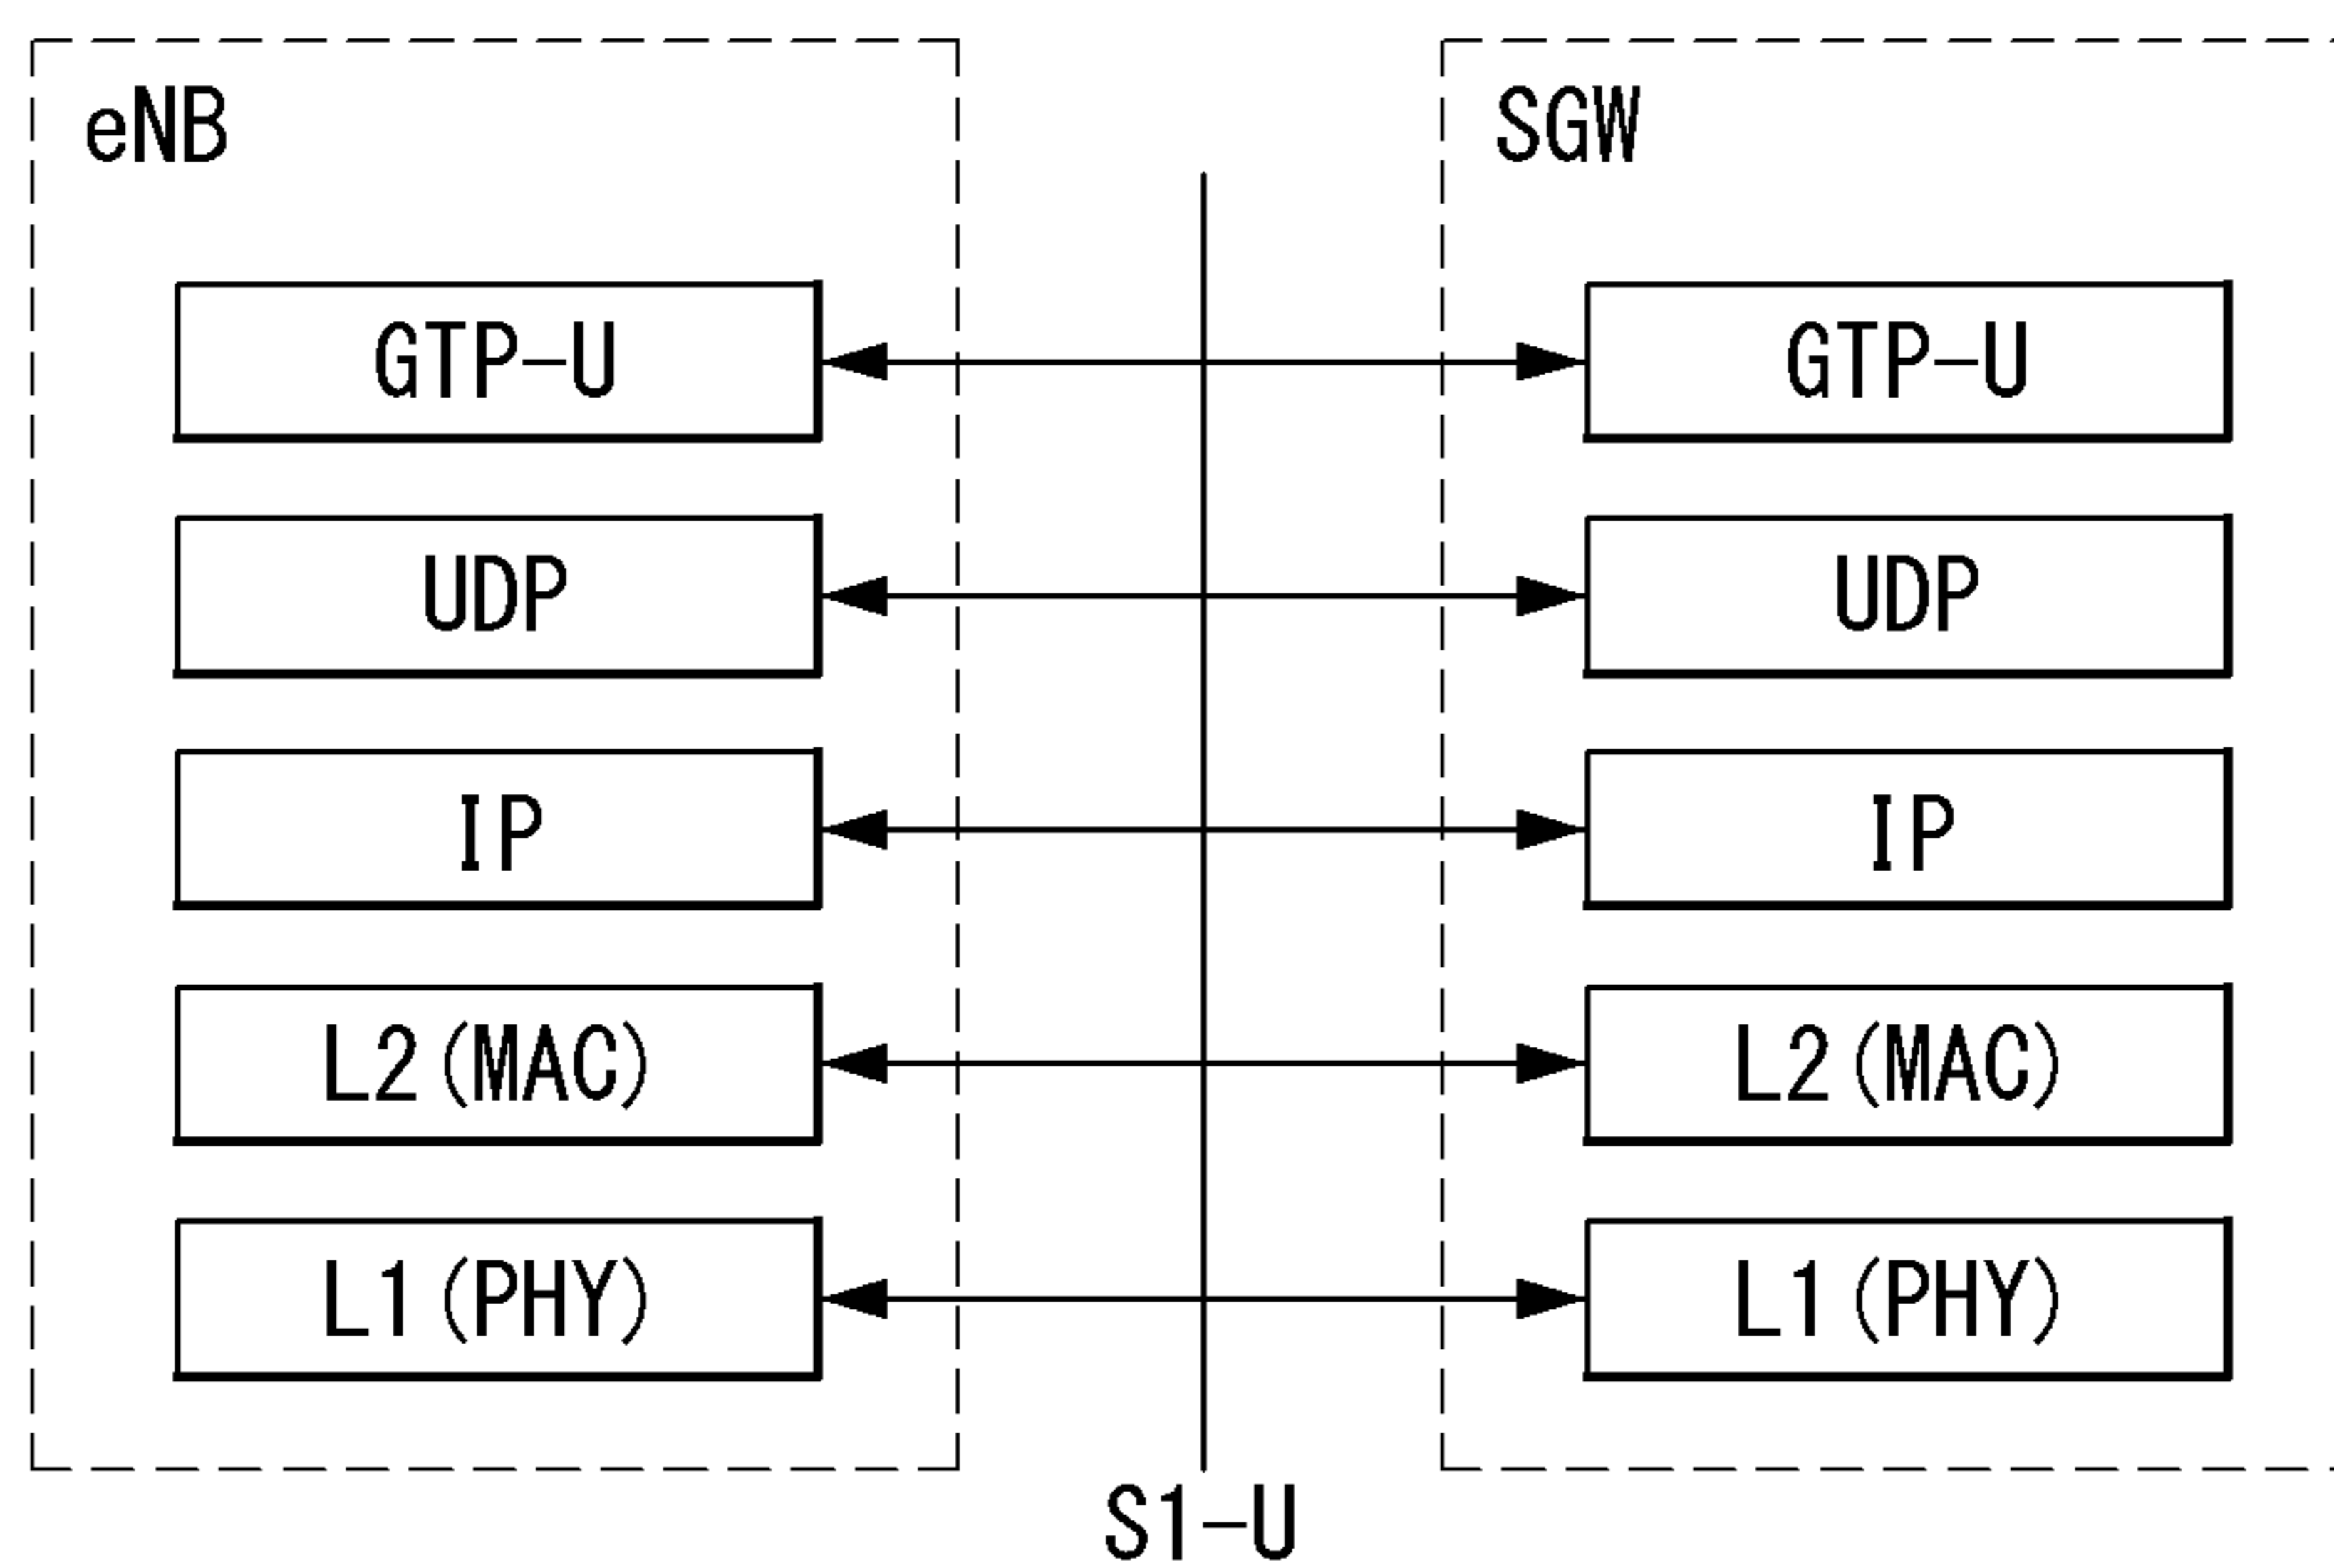 eNB
SGW
GTP-U
GTP-U
UDP
UDP
IP
IP
L2(MAC)
L2(MAC)
L1(PHY)
L1(PHY)
S1-U